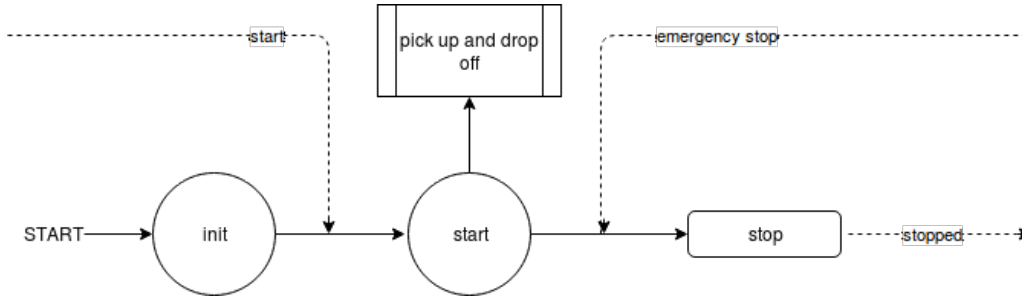 start
pick up and drop
off
emergency stop
START
init
start
stop
stopped